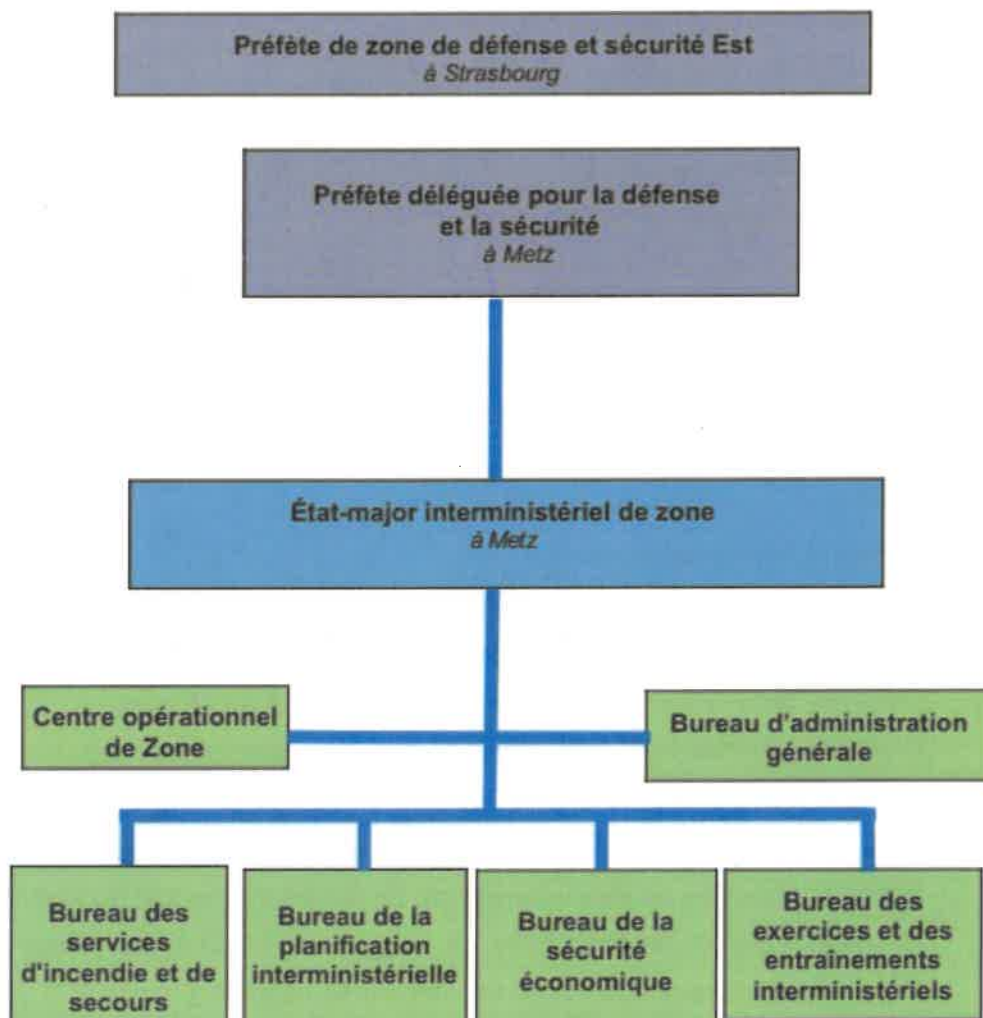 Préfète de zone de défense et sécurité Est
à Strasbourg
Préfète déléguée pour la défense
et la sécurité
à Metz
État-major interministériel de zone
à Metz
Centre opérationnel
de Zone
Bureau d'administration
générale
Bureau des
services
d'incendie et de
secours
Bureau de la
planification
interministérielle
Bureau de la
sécurité
économique
Bureau des
exercices et des
entraînements
interministériels